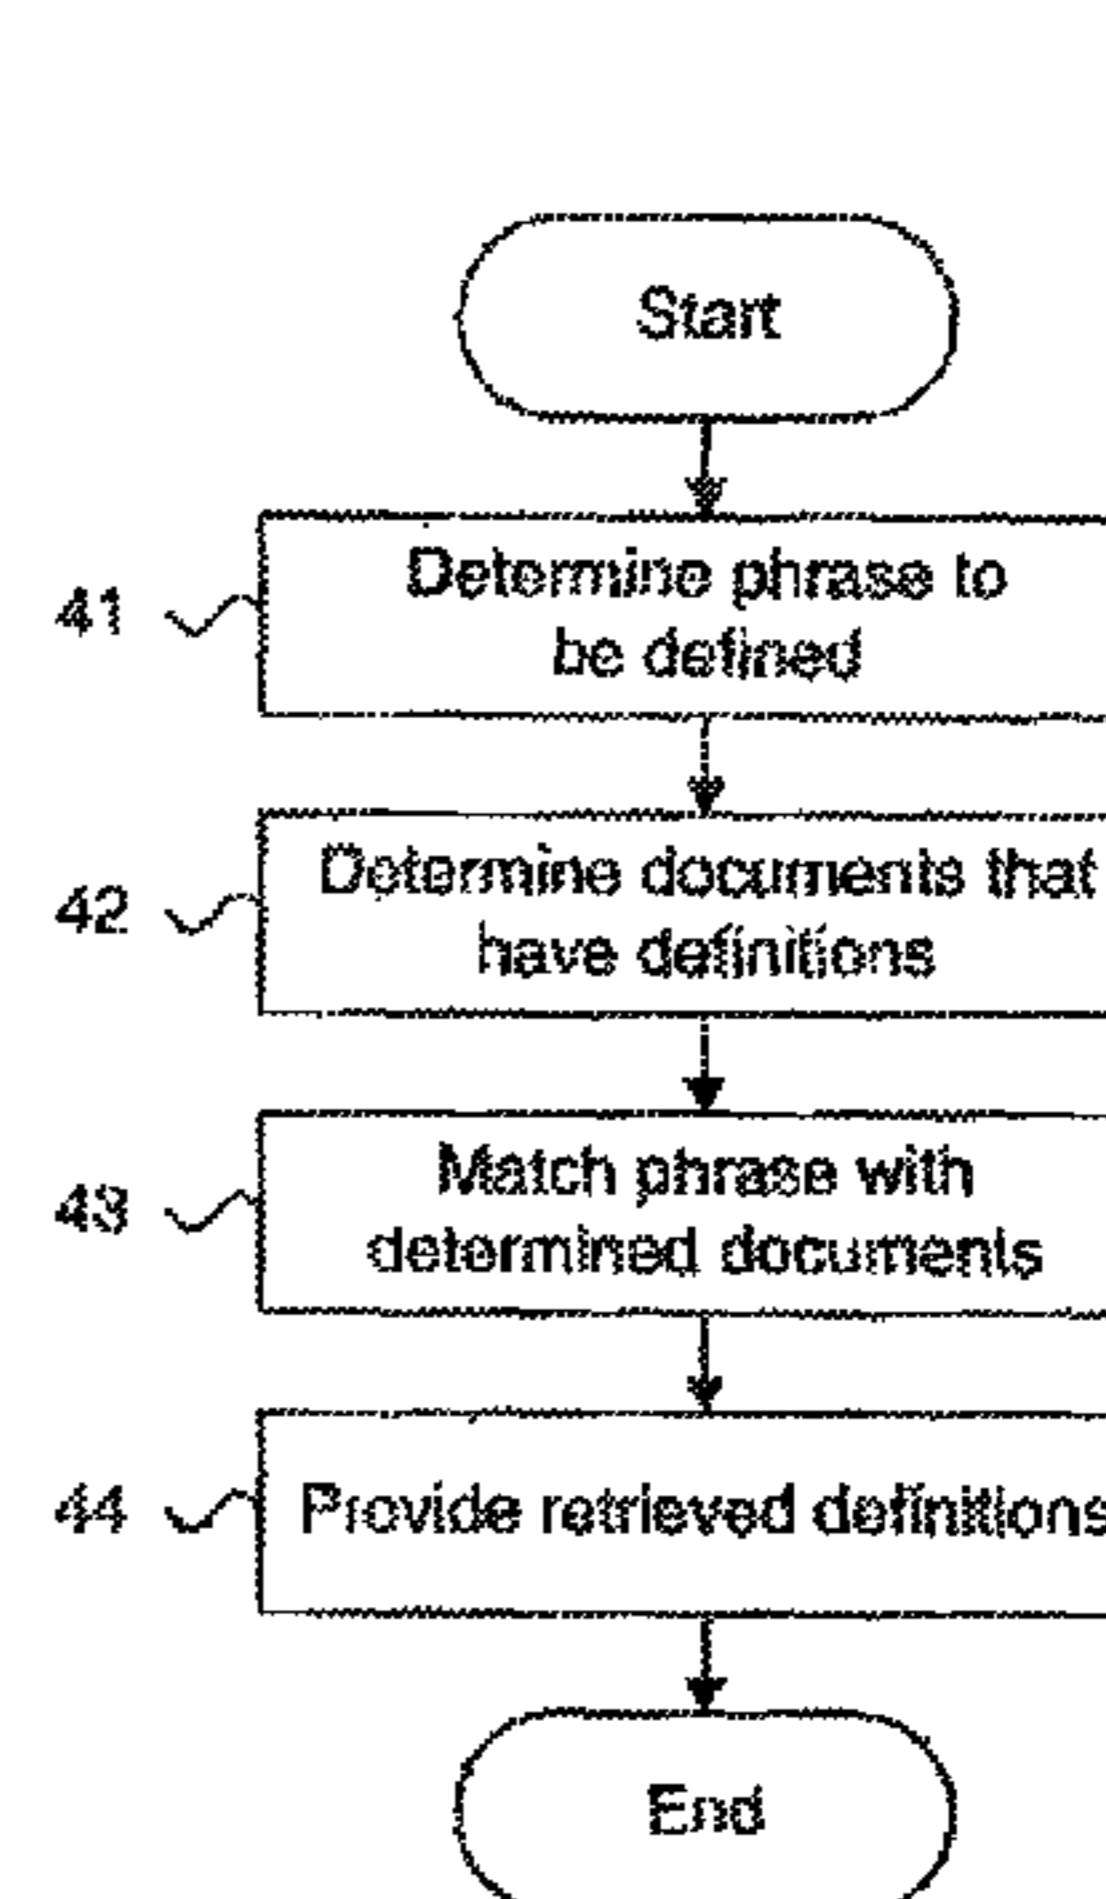 Start
41
Determine phrase to
be defined
42
Determine documents that
have definitions
43
Match phrase with
determined documents
44
Provide retrieved definitions
End